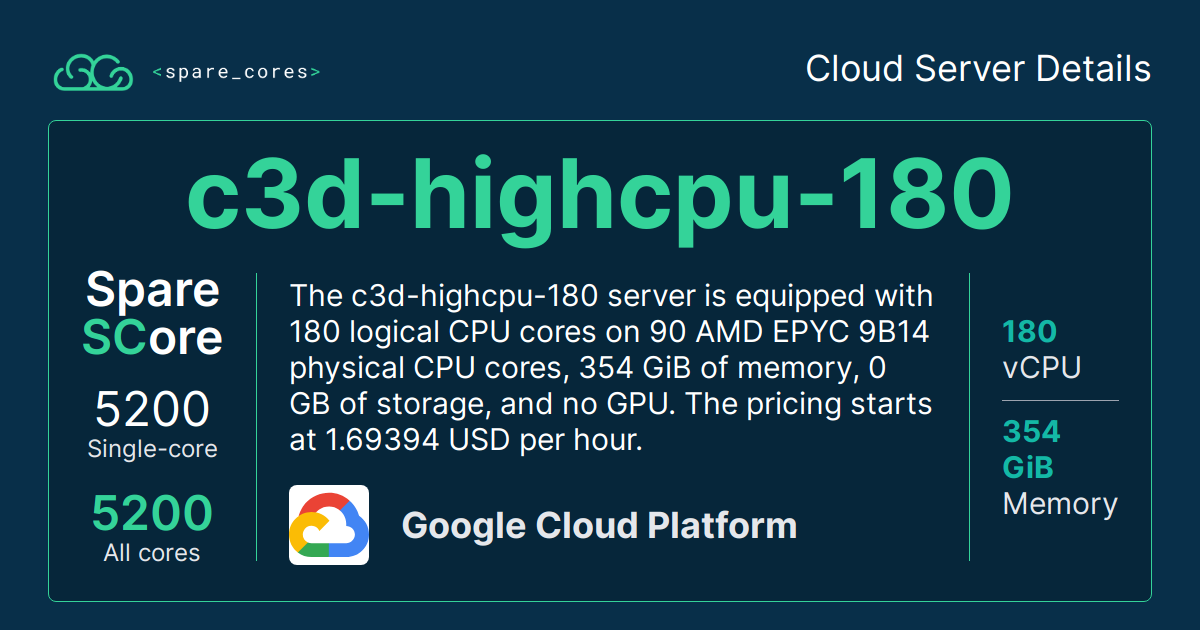 <spare_cores>
Cloud Server Details
c3d-highcpu-180
Spare
SCore
5200
Single-core
5200
All cores
The c3d-highcpu-180 server is equipped with
180 logical CPU cores on 90 AMD EPYC 9B14
physical CPU cores, 354 GiB of memory, 0
GB of storage, and no GPU. The pricing starts
at 1.69394 USD per hour.
Google Cloud Platform
180
vCPU
354
GiB
Memory